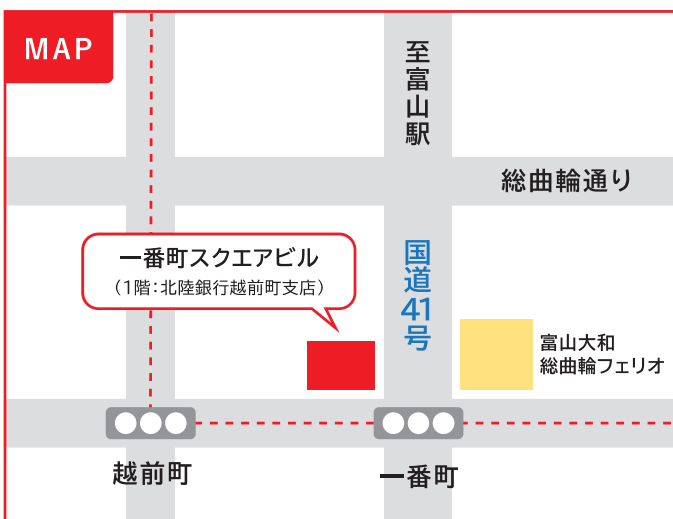 MAP
至富山駅
総曲輪通り
一番町スクエアビル
（1階：北陸銀行越前町支店）
国道41号
富山大和
総曲輪フェリオ
越前町
一番町